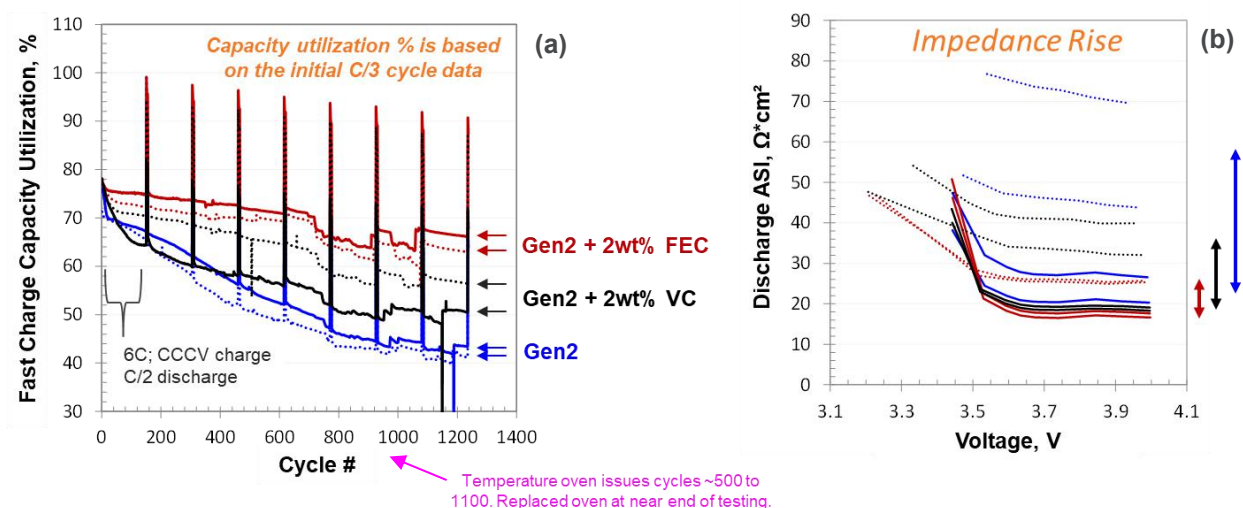 Capacity utilization % is based
on the initial C/3 cycle data
(a)
Fast Charge Capacity Utilization, %
110
100
90
80
70
60
50
40
30
6C; CCCV charge
C/2 discharge
Gen2 + 2wt% FEC
Gen2 + 2wt% VC
Gen2
0
200
400
600
800
1000
1200
1400
Cycle #
Temperature oven issues cycles ~500 to
1100. Replaced oven at near end of testing.
Impedance Rise
(b)
Discharge ASI, Ω*cm²
90
80
70
60
50
40
30
20
10
0
3.1
3.3
3.5
3.7
3.9
4.1
Voltage, V